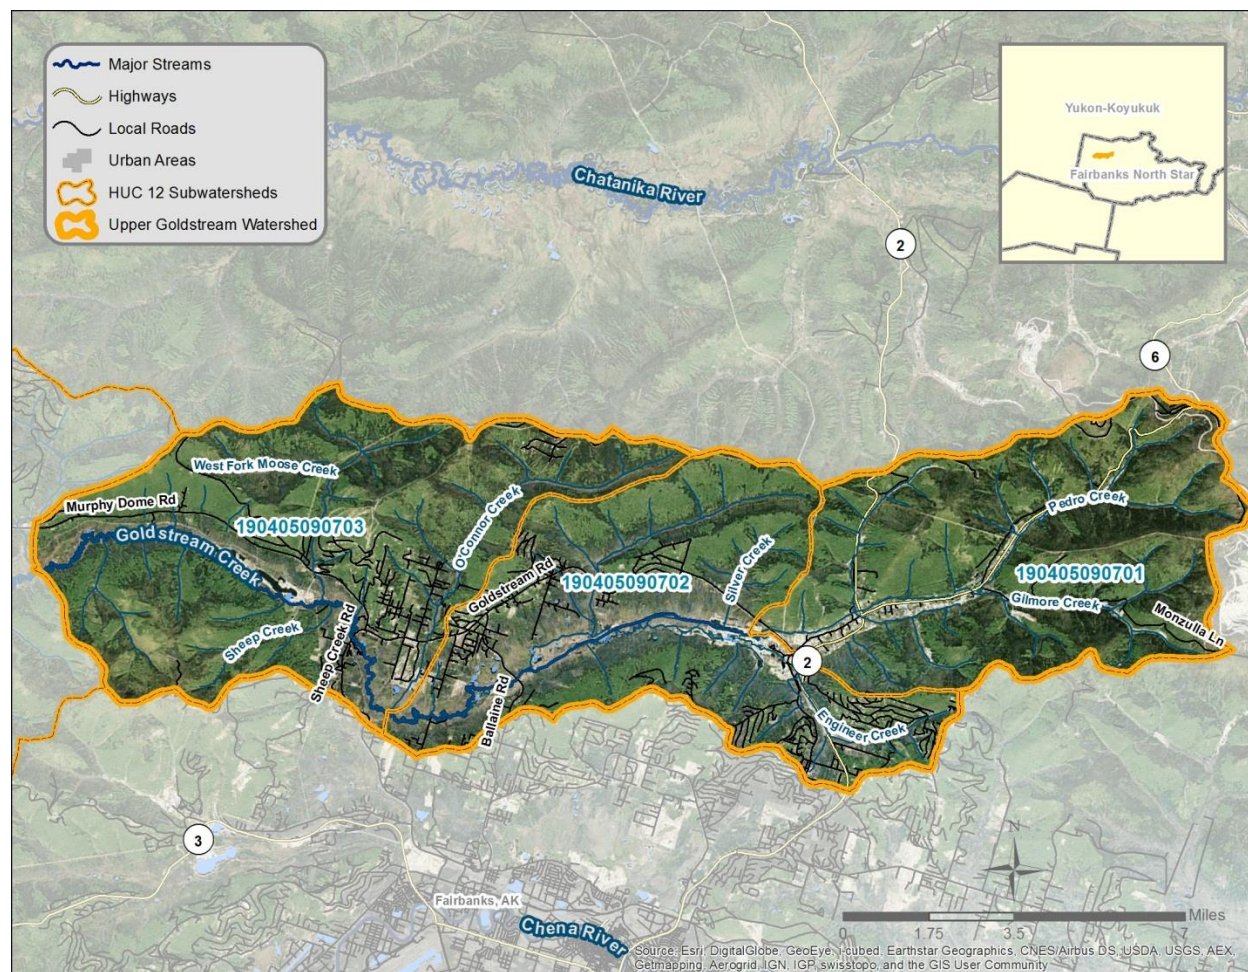 Major Streams
Highways
Local Roads
Urban Areas
HUC 12 Subwatersheds
Upper Goldstream Watershed
Yukon-Koyukuk
Fairbanks North Star
Chatanika River
2
6
West Fork Moose Creek
Murphy Dome Rd
190405090703
Goldstream Creek
O'Connor Creek
Goldstream Rd
190405090702
Silver Creek
Pedro Creek
190405090701
Gilmore Creek
Monzulla Ln
Sheep Creek
Sheep Creek Rd
Ballaine Rd
2
Engineer Creek
3
Fairbanks, AK
Chena River
N
Miles
0 1.75 3.5 7
Source: Esri, DigitalGlobe, GeoEye, i-cubed, Earthstar Geographics, CNES/Airbus DS, USDA, USGS, AEX,
Getmapping, Aerogrid, IGN, IGP, swisstopo, and the GIS User Community